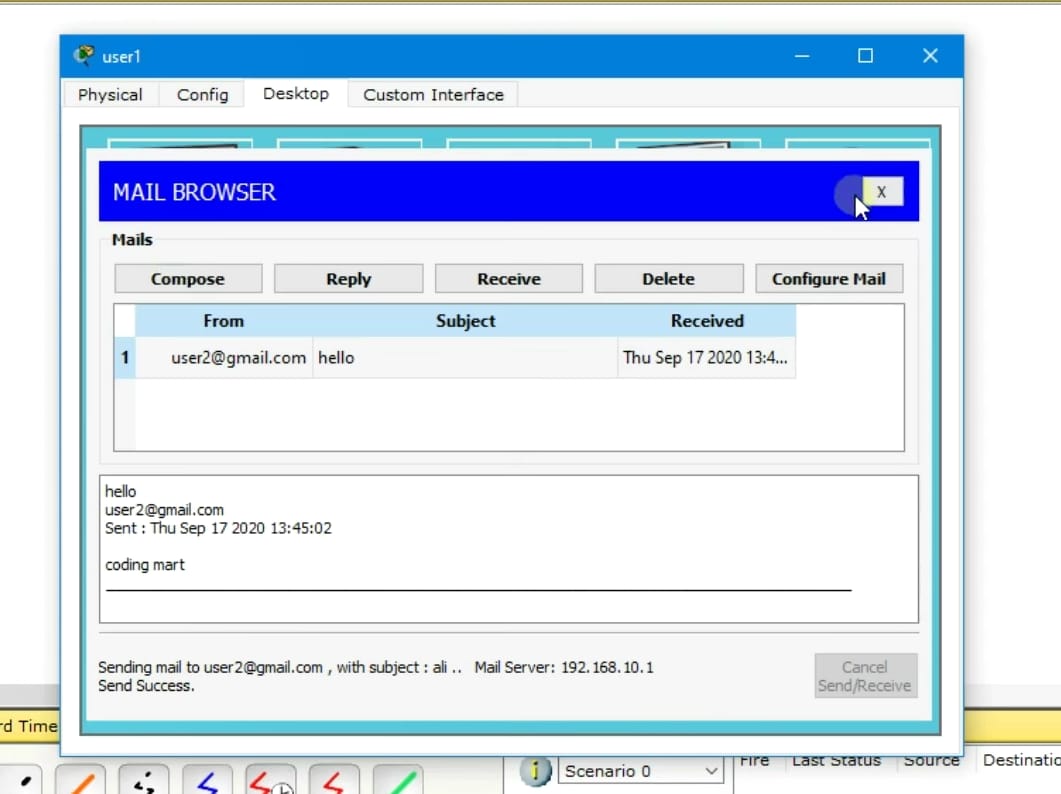 user1
Physical Config Desktop Custom Interface
MAIL BROWSER
X
Mails
Compose Reply Receive Delete Configure Mail
From Subject Received
1 user2@gmail.com hello Thu Sep 17 2020 13:4...
hello
user2@gmail.com
Sent : Thu Sep 17 2020 13:45:02
coding mart
Sending mail to user2@gmail.com , with subject : ali .. Mail Server: 192.168.10.1
Send Success.
Cancel
Send/Receive
rd Time
Scenario 0
Fire Last Status Source Destinatio